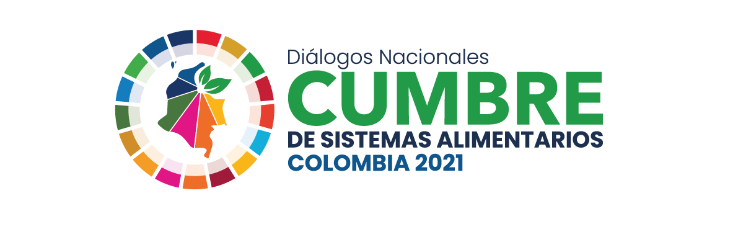 Diálogos Nacionales
CUMBRE
DE SISTEMAS ALIMENTARIOS
COLOMBIA 2021